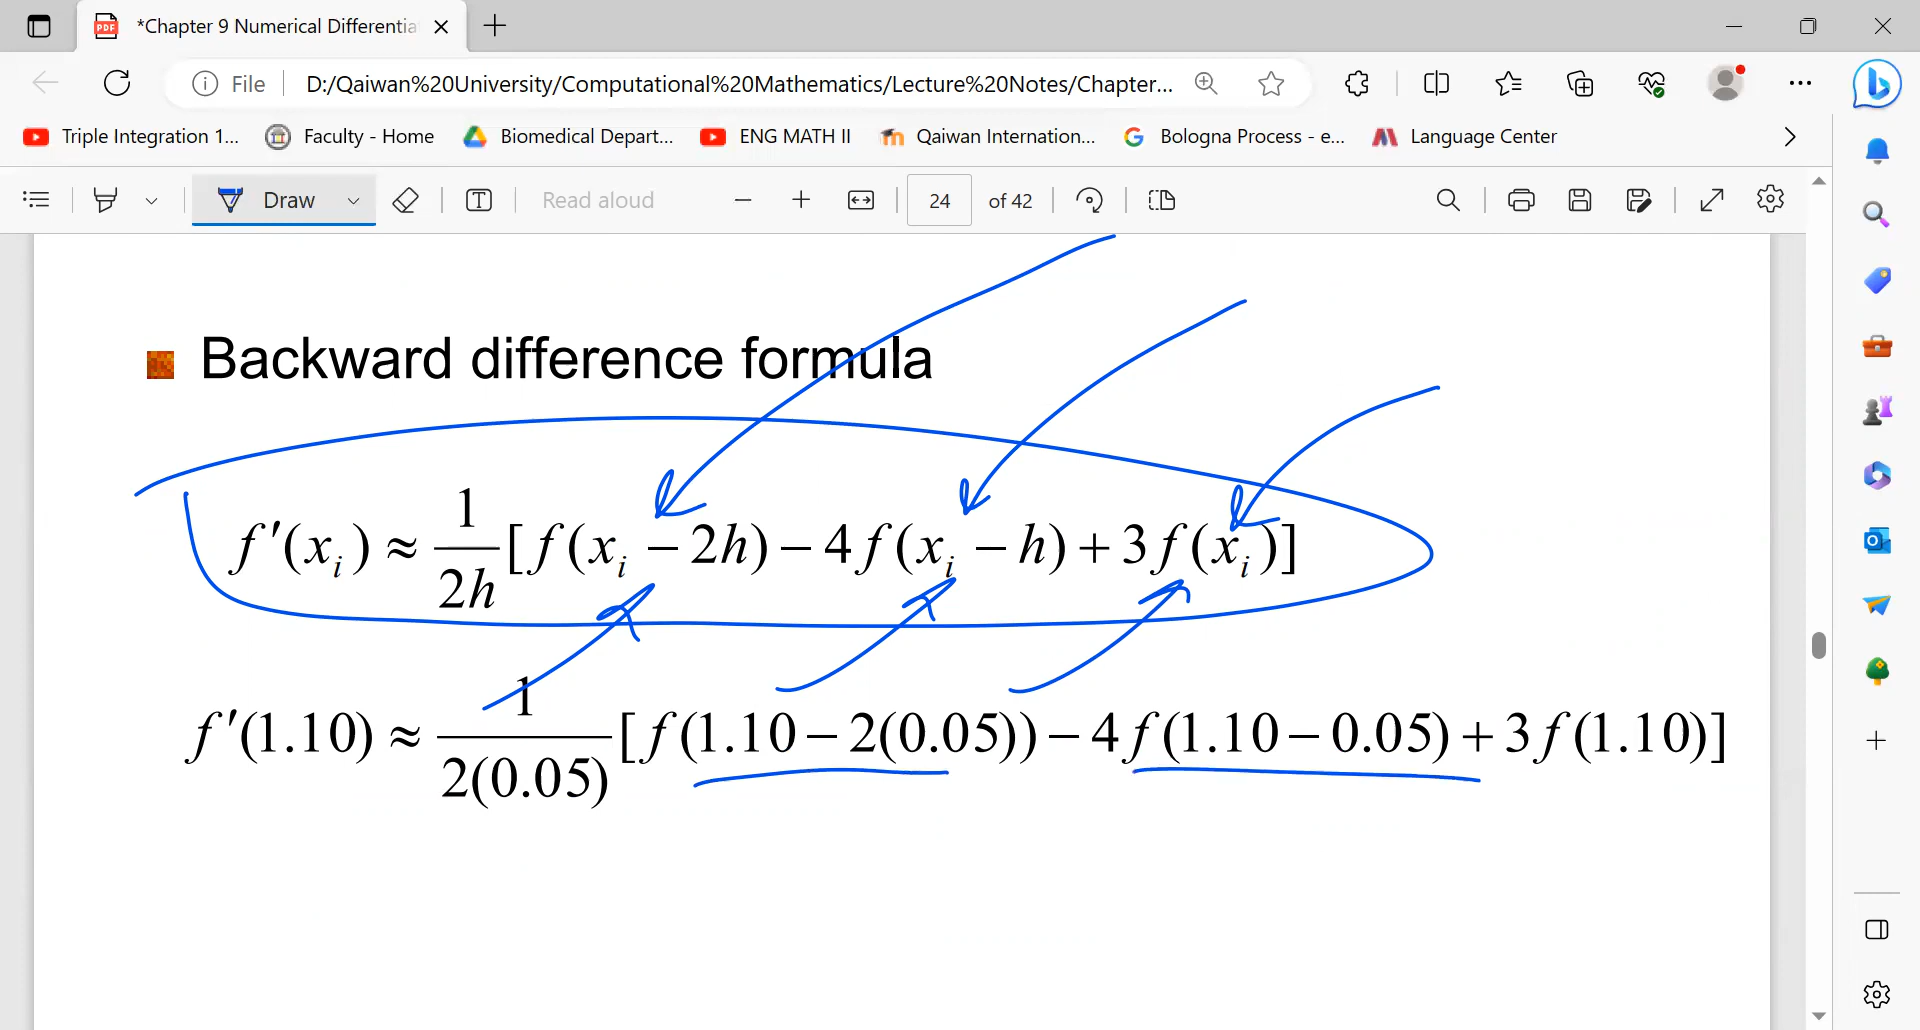 *Chapter 9 Numerical Differentia
File D:/Qaiwan%20University/Computational%20Mathematics/Lecture%20Notes/Chapter...
Triple Integration 1... Faculty - Home Biomedical Depart... ENG MATH II Qaiwan Internation... Bologna Process - e... Language Center
Draw Read aloud 24 of 42
Backward difference formula
f′(xᵢ) ≈ 1/2h [f(xᵢ − 2h) − 4f(xᵢ − h) + 3f(xᵢ)]
f′(1.10) ≈ 1/2(0.05) [f(1.10 − 2(0.05)) − 4f(1.10 − 0.05) + 3f(1.10)]